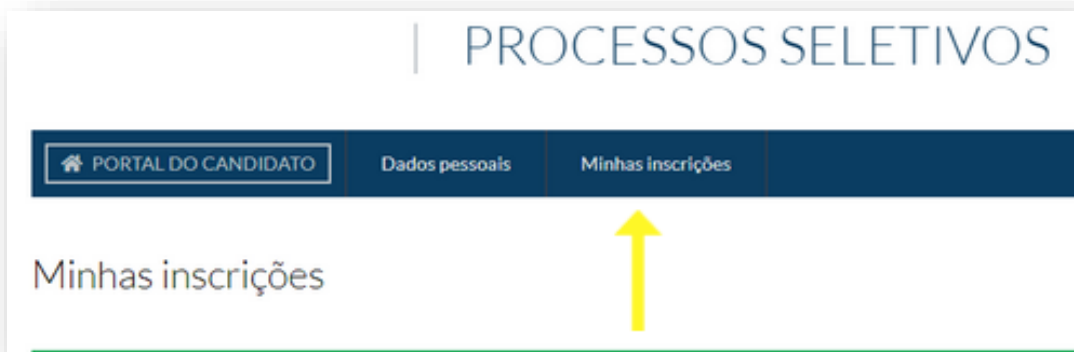 PROCESSOS SELETIVOS
PORTAL DO CANDIDATO Dados pessoais Minhas inscrições
Minhas inscrições